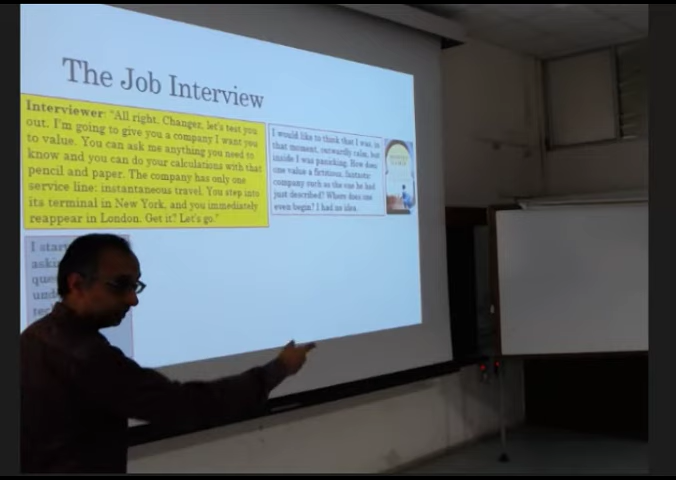 The Job Interview
Interviewer: "All right, Changez, let's test you
out. I'm going to give you a company I want you
to value. You can ask me anything you need to
know and you can do your calculations with that
pencil and paper. The company has only one
service line: instantaneous travel. You step into
its terminal in New York, and you immediately
reappear in London. Get it? Let's go."
I would like to think that I was, in
that moment, outwardly calm, but
inside I was panicking. How does
one value a fictitious, fantastic
company such as the one he had
just described? Where does one
even begin? I had no idea.
I star